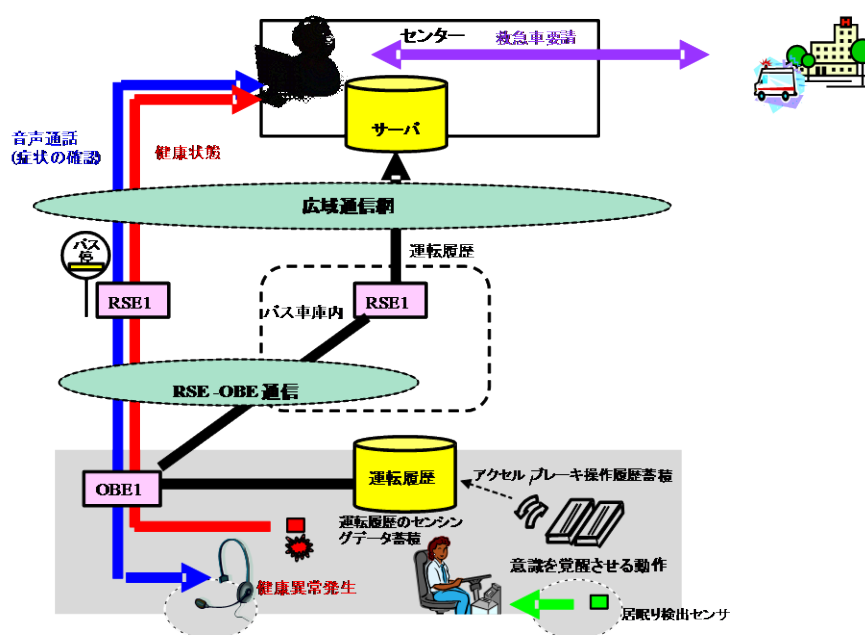 センター
救急車要請
H
サーバ
音声通話
(症状の確認)
健康状態
広域通信網
バス
停
運転履歴
RSE1
RSE1
バス車庫内
RSE-OBE通信
OBE1
運転履歴
アクセル ブレーキ操作履歴蓄積
運転履歴のセンシン
グデータ蓄積
意識を覚醒させる動作
健康異常発生
居眠り検出センサ